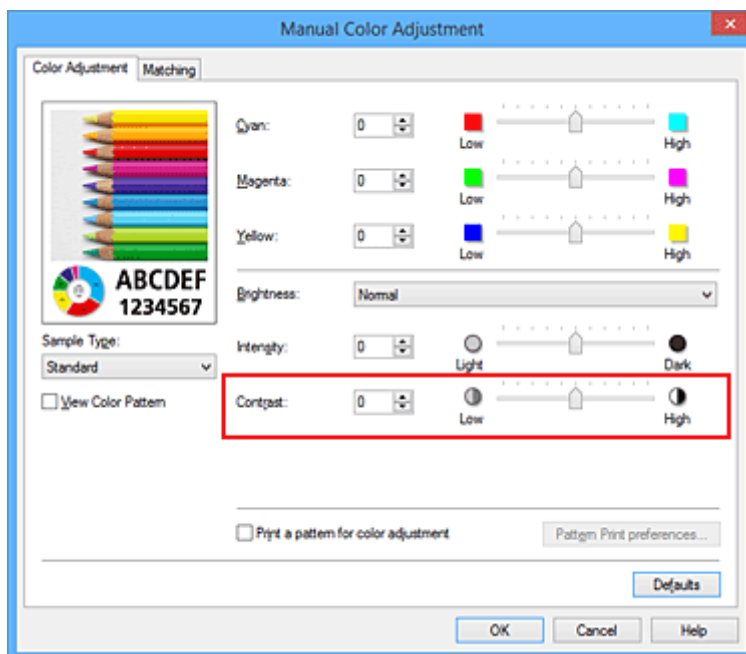 Manual Color Adjustment
Color Adjustment Matching
ABCDEF
1234567
Sample Type:
Standard
View Color Pattern
Cyan: 0 Low High
Magenta: 0 Low High
Yellow: 0 Low High
Brightness: Normal
Intensity: 0 Light Dark
Contrast: 0 Low High
Print a pattern for color adjustment Pattern Print preferences...
Defaults
OK Cancel Help